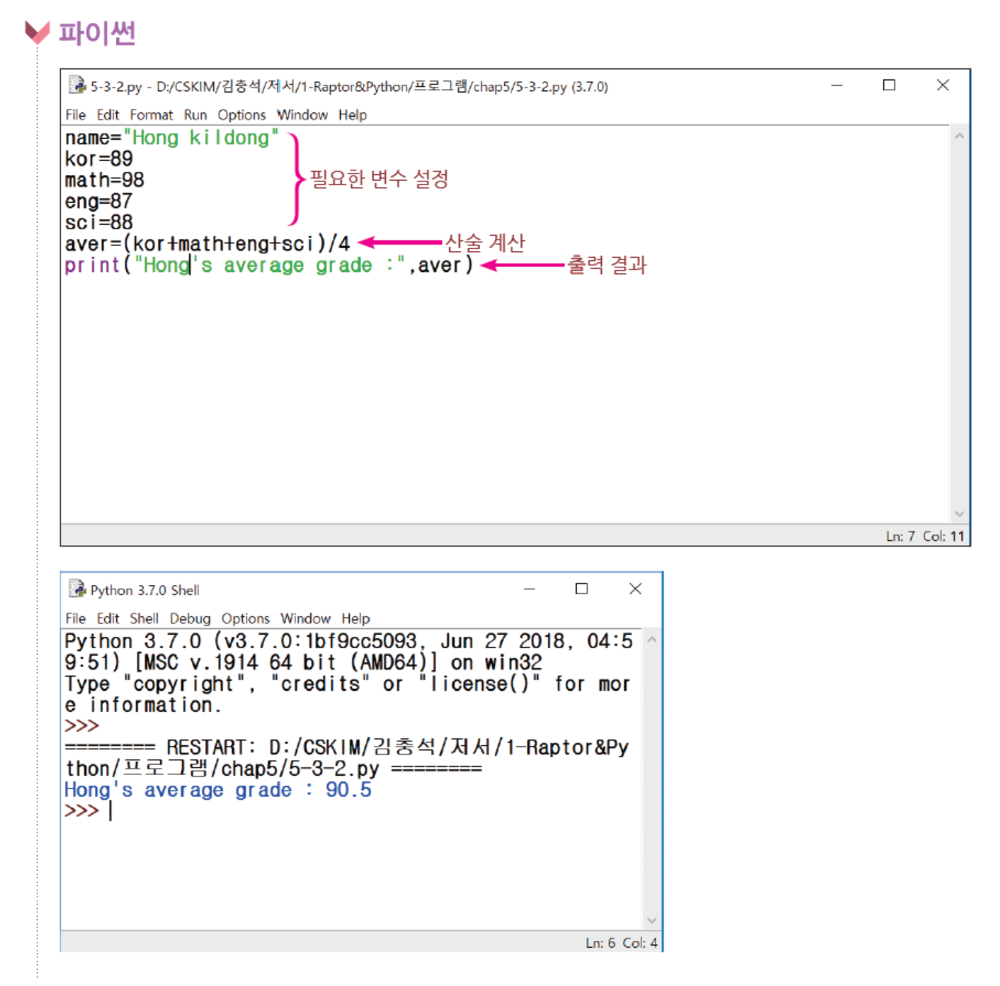 파이썬
5-3-2.py - D:/CSKIM/김충석/저서/1-Raptor&Python/프로그램/chap5/5-3-2.py (3.7.0)
File Edit Format Run Options Window Help
name="Hong kildong"
kor=89
math=98
필요한 변수 설정
eng=87
sci=88
aver=(kor+math+eng+sci)/4
산술 계산
print("Hong's average grade :",aver)
출력 결과
Ln: 7 Col: 11
Python 3.7.0 Shell
File Edit Shell Debug Options Window Help
Python 3.7.0 (v3.7.0:1bf9cc5093, Jun 27 2018, 04:5
9:51) [MSC v.1914 64 bit (AMD64)] on win32
Type "copyright", "credits" or "license()" for mor
e information.
>>>
======== RESTART: D:/CSKIM/김충석/저서/1-Raptor&Py
thon/프로그램/chap5/5-3-2.py ========
Hong's average grade : 90.5
>>>
Ln: 6 Col: 4